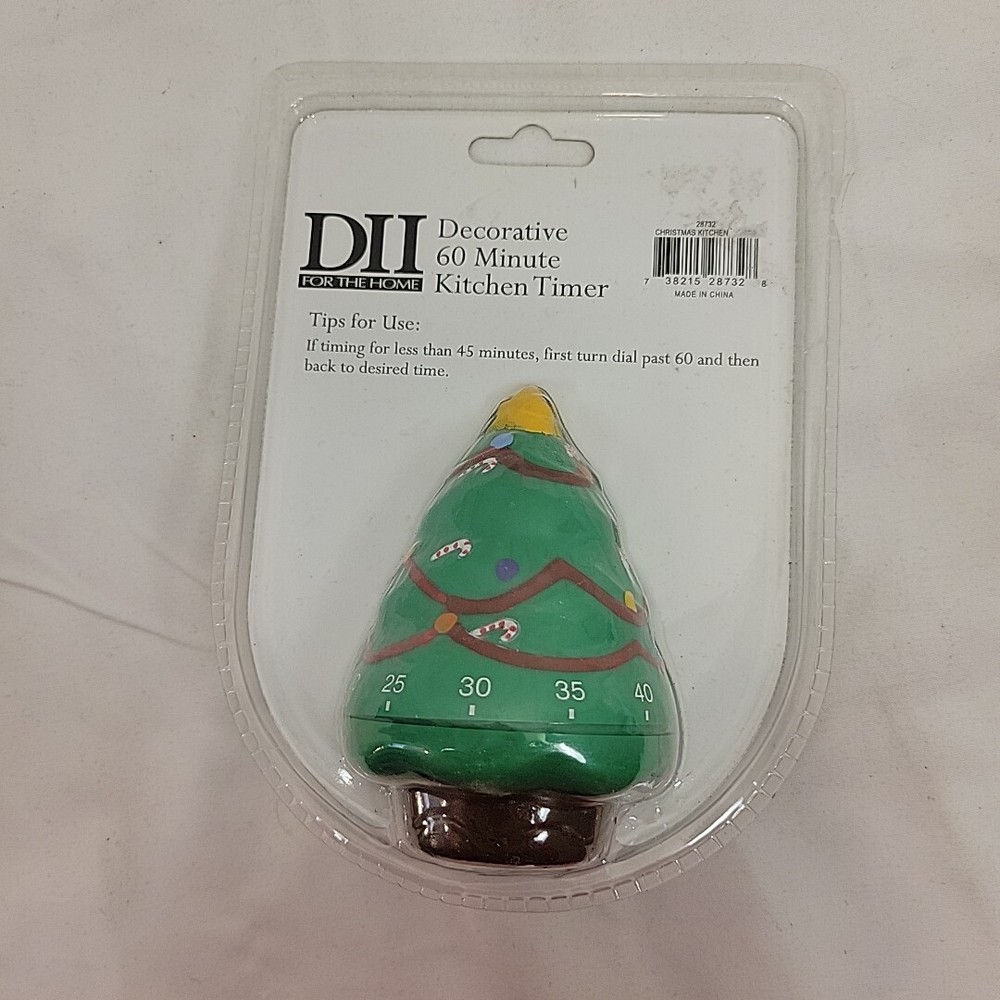 DII
FOR THE HOME
Decorative
60 Minute
Kitchen Timer
28732
CHRISTMAS KITCHEN
7 38215 28732 8
MADE IN CHINA
Tips for Use:
If timing for less than 45 minutes, first turn dial past 60 and then
back to desired time.
25 30 35 40